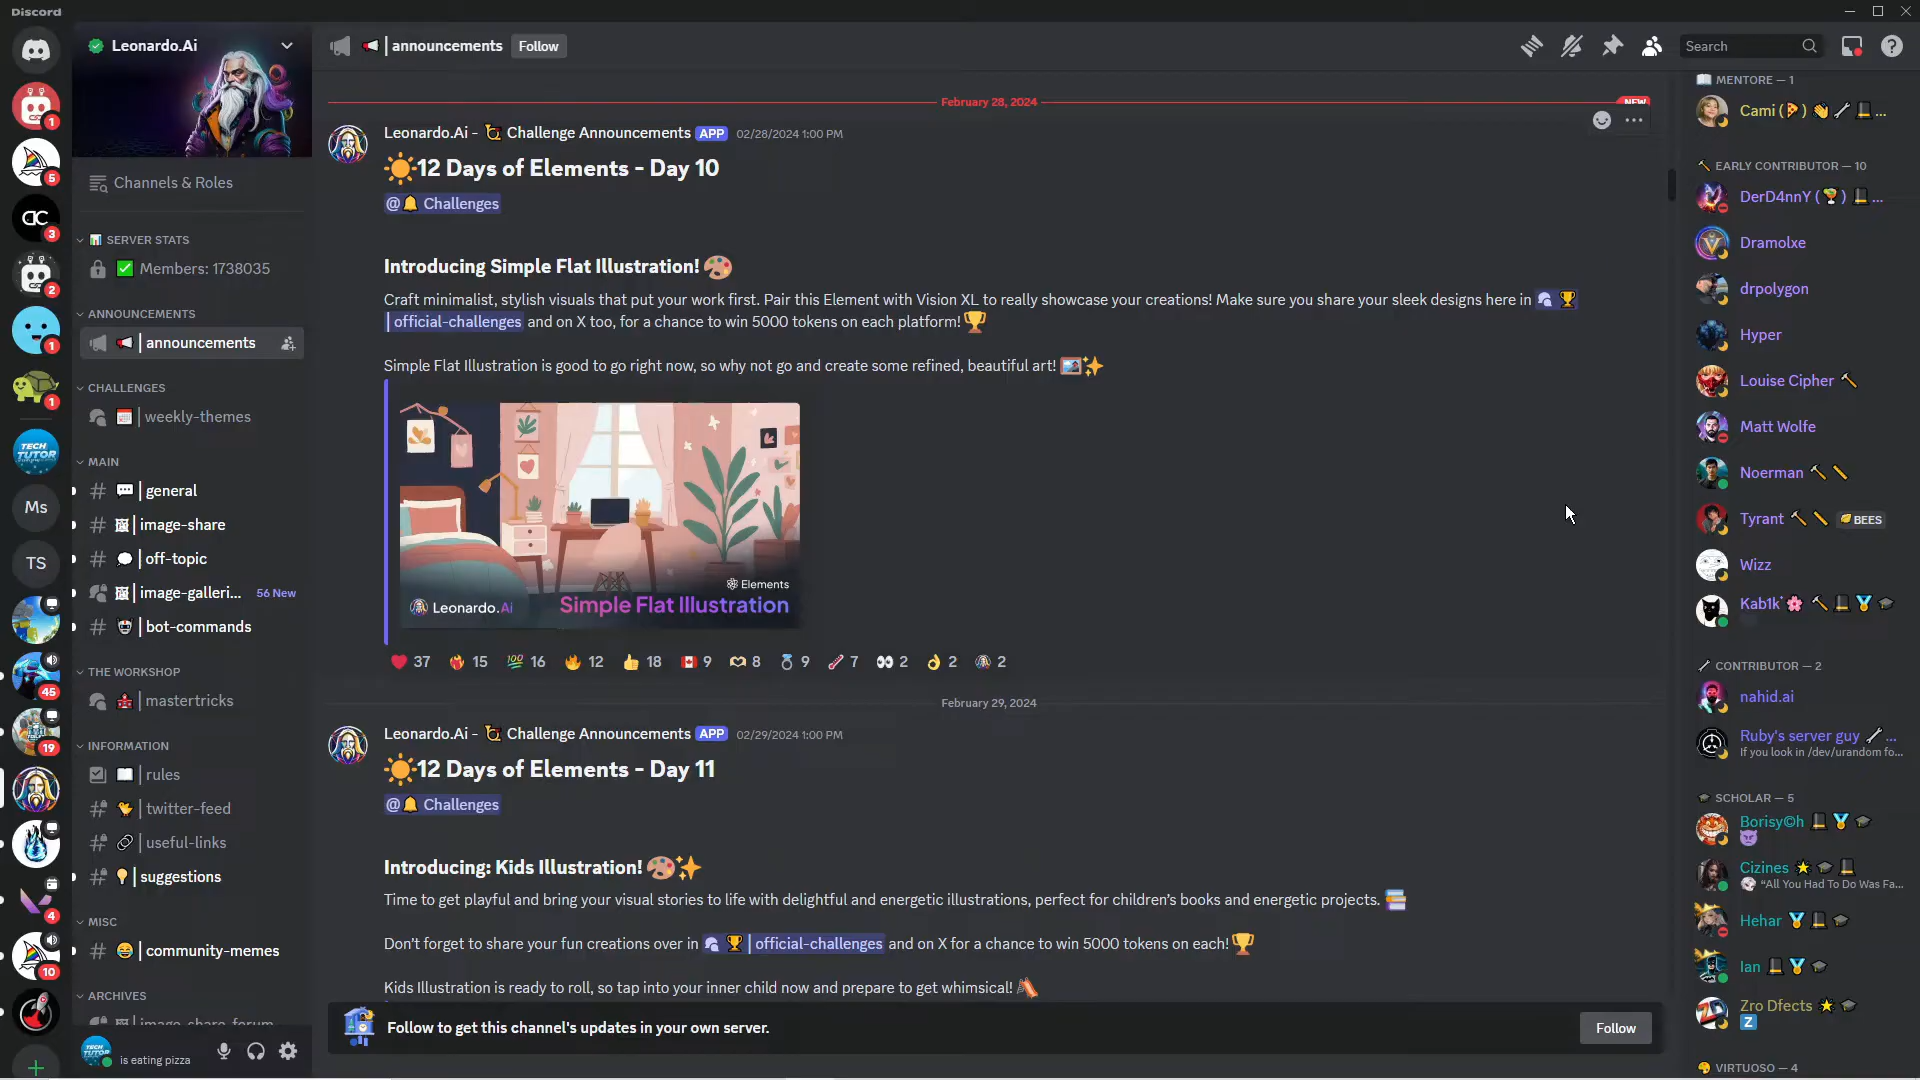 Discord
Leonardo.Ai
Channels & Roles
SERVER STATS
Members: 1738035
ANNOUNCEMENTS
announcements
CHALLENGES
weekly-themes
MAIN
general
image-share
off-topic
image-galleri... 56 New
bot-commands
THE WORKSHOP
mastertricks
INFORMATION
rules
twitter-feed
useful-links
suggestions
MISC
community-memes
ARCHIVES
image-share-forum
is eating pizza
1
5
3
2
1
1
TECH TUTOR
Ms
TS
45
19
4
10
announcements Follow
Search
February 28, 2024 NEW
Leonardo.Ai - Challenge Announcements APP 02/28/2024 1:00 PM
12 Days of Elements - Day 10
@ Challenges
Introducing Simple Flat Illustration!
Craft minimalist, stylish visuals that put your work first. Pair this Element with Vision XL to really showcase your creations! Make sure you share your sleek designs here in
official-challenges and on X too, for a chance to win 5000 tokens on each platform!
Simple Flat Illustration is good to go right now, so why not go and create some refined, beautiful art!
Elements
Leonardo.Ai Simple Flat Illustration
37 15 16 12 18 9 8 9 7 2 2 2
February 29, 2024
Leonardo.Ai - Challenge Announcements APP 02/29/2024 1:00 PM
12 Days of Elements - Day 11
@ Challenges
Introducing: Kids Illustration!
Time to get playful and bring your visual stories to life with delightful and energetic illustrations, perfect for children's books and energetic projects.
Don't forget to share your fun creations over in official-challenges and on X for a chance to win 5000 tokens on each!
Kids Illustration is ready to roll, so tap into your inner child now and prepare to get whimsical!
Follow to get this channel's updates in your own server. Follow
MENTORE — 1
Cami ( ) ...
EARLY CONTRIBUTOR — 10
DerD4nnY ( ) ...
Dramolxe
drpolygon
Hyper
Louise Cipher
Matt Wolfe
Noerman
Tyrant BEES
Wizz
Kab1k
CONTRIBUTOR — 2
nahid.ai
Ruby's server guy ...
If you look in /dev/urandom fo...
SCHOLAR — 5
Borisy©h
Cizines
"All You Had To Do Was Fa...
Hehar
Ian
Zro Dfects
Z
VIRTUOSO — 4